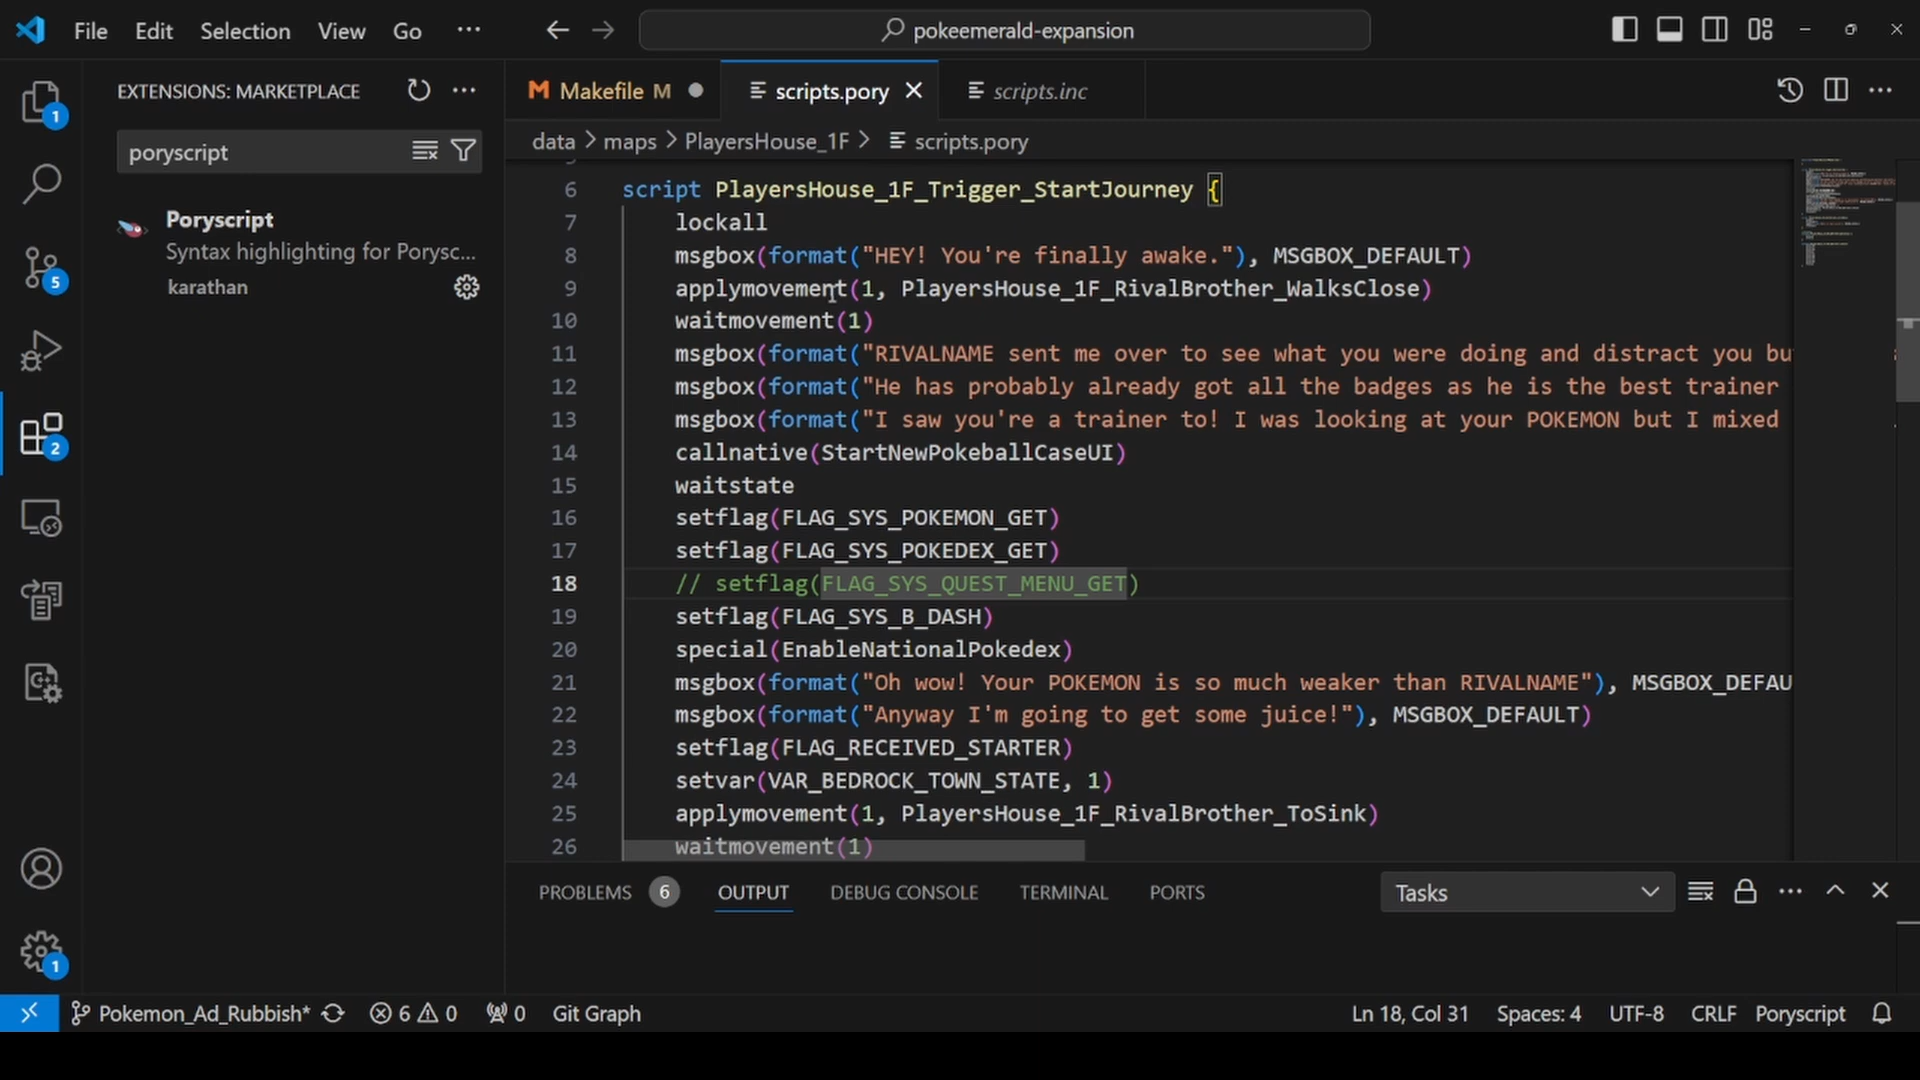 File Edit Selection View Go ···
pokeemerald-expansion
EXTENSIONS: MARKETPLACE
poryscript
Poryscript
Syntax highlighting for Porysc...
karathan
1
5
2
1
Makefile M
scripts.pory
scripts.inc
data > maps > PlayersHouse_1F > scripts.pory
6 script PlayersHouse_1F_Trigger_StartJourney {
7 lockall
8 msgbox(format("HEY! You're finally awake."), MSGBOX_DEFAULT)
9 applymovement(1, PlayersHouse_1F_RivalBrother_WalksClose)
10 waitmovement(1)
11 msgbox(format("RIVALNAME sent me over to see what you were doing and distract you bu
12 msgbox(format("He has probably already got all the badges as he is the best trainer
13 msgbox(format("I saw you're a trainer to! I was looking at your POKEMON but I mixed
14 callnative(StartNewPokeballCaseUI)
15 waitstate
16 setflag(FLAG_SYS_POKEMON_GET)
17 setflag(FLAG_SYS_POKEDEX_GET)
18 // setflag(FLAG_SYS_QUEST_MENU_GET)
19 setflag(FLAG_SYS_B_DASH)
20 special(EnableNationalPokedex)
21 msgbox(format("Oh wow! Your POKEMON is so much weaker than RIVALNAME"), MSGBOX_DEFAU
22 msgbox(format("Anyway I'm going to get some juice!"), MSGBOX_DEFAULT)
23 setflag(FLAG_RECEIVED_STARTER)
24 setvar(VAR_BEDROCK_TOWN_STATE, 1)
25 applymovement(1, PlayersHouse_1F_RivalBrother_ToSink)
26 waitmovement(1)
PROBLEMS 6 OUTPUT DEBUG CONSOLE TERMINAL PORTS Tasks
Pokemon_Ad_Rubbish* 6 0 0 Git Graph Ln 18, Col 31 Spaces: 4 UTF-8 CRLF Poryscript